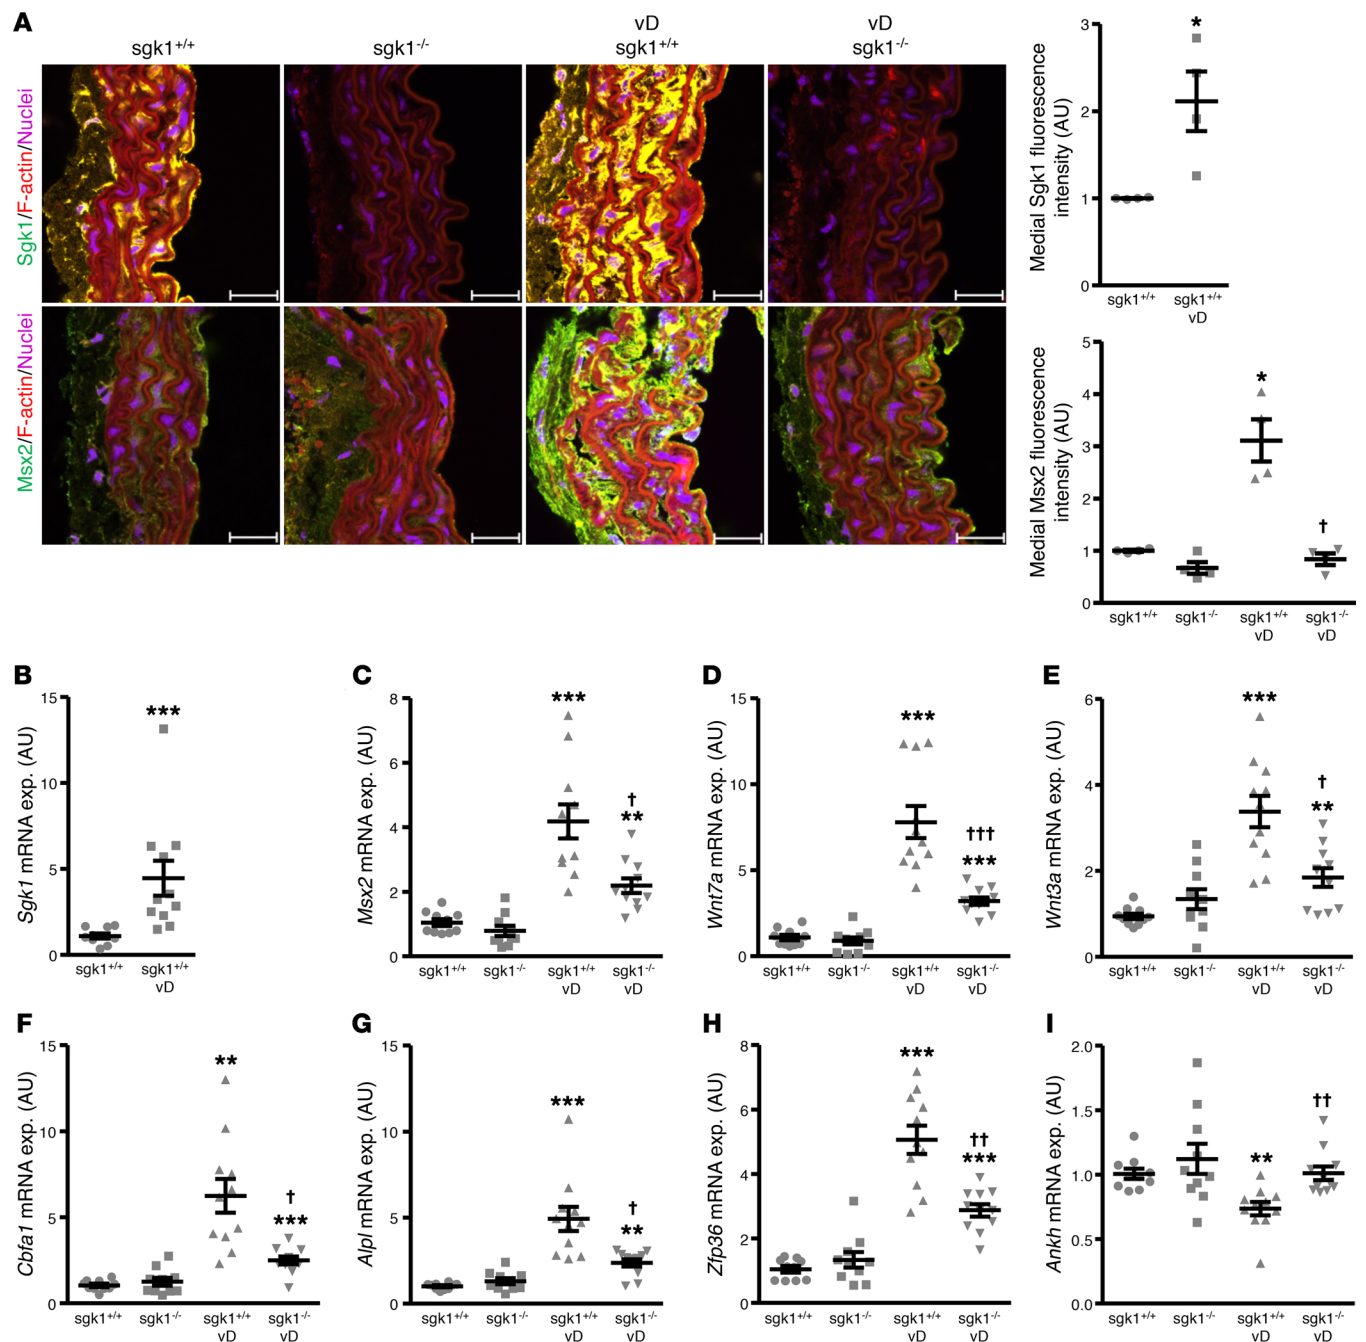 A
sgk1+/+
sgk1-/-
vD
sgk1+/+
vD
sgk1-/-
Sgk1/F-actin/Nuclei
Msx2/F-actin/Nuclei
Medial Sgk1 fluorescence
intensity (AU)
3
2
1
0
*
sgk1+/+
sgk1+/+
vD
Medial Msx2 fluorescence
intensity (AU)
5
4
3
2
1
0
*
†
sgk1+/+
sgk1-/-
sgk1+/+
vD
sgk1-/-
vD
B
Sgk1 mRNA exp. (AU)
15
10
5
0
***
sgk1+/+
sgk1+/+
vD
C
Msx2 mRNA exp. (AU)
8
6
4
2
0
***
†
**
sgk1+/+
sgk1-/-
sgk1+/+
vD
sgk1-/-
vD
D
Wnt7a mRNA exp. (AU)
15
10
5
0
***
†††
***
sgk1+/+
sgk1-/-
sgk1+/+
vD
sgk1-/-
vD
E
Wnt3a mRNA exp. (AU)
6
4
2
0
***
†
**
sgk1+/+
sgk1-/-
sgk1+/+
vD
sgk1-/-
vD
F
Cbfa1 mRNA exp. (AU)
15
10
5
0
**
†
***
sgk1+/+
sgk1-/-
sgk1+/+
vD
sgk1-/-
vD
G
Alpl mRNA exp. (AU)
15
10
5
0
***
†
**
sgk1+/+
sgk1-/-
sgk1+/+
vD
sgk1-/-
vD
H
Zfp36 mRNA exp. (AU)
8
6
4
2
0
***
††
***
sgk1+/+
sgk1-/-
sgk1+/+
vD
sgk1-/-
vD
I
Ankh mRNA exp. (AU)
2.0
1.5
1.0
0.5
0.0
**
††
sgk1+/+
sgk1-/-
sgk1+/+
vD
sgk1-/-
vD